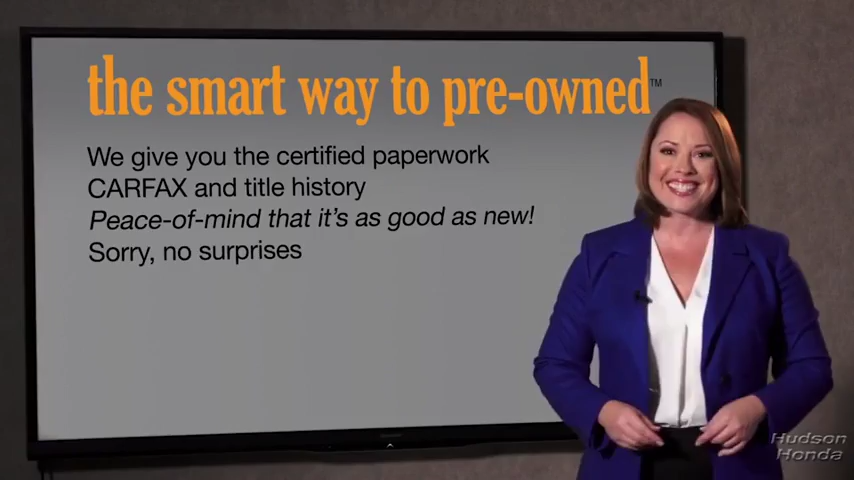 the smart way to pre-owned™
We give you the certified paperwork
CARFAX and title history
Peace-of-mind that it's as good as new!
Sorry, no surprises
Hudson
Honda